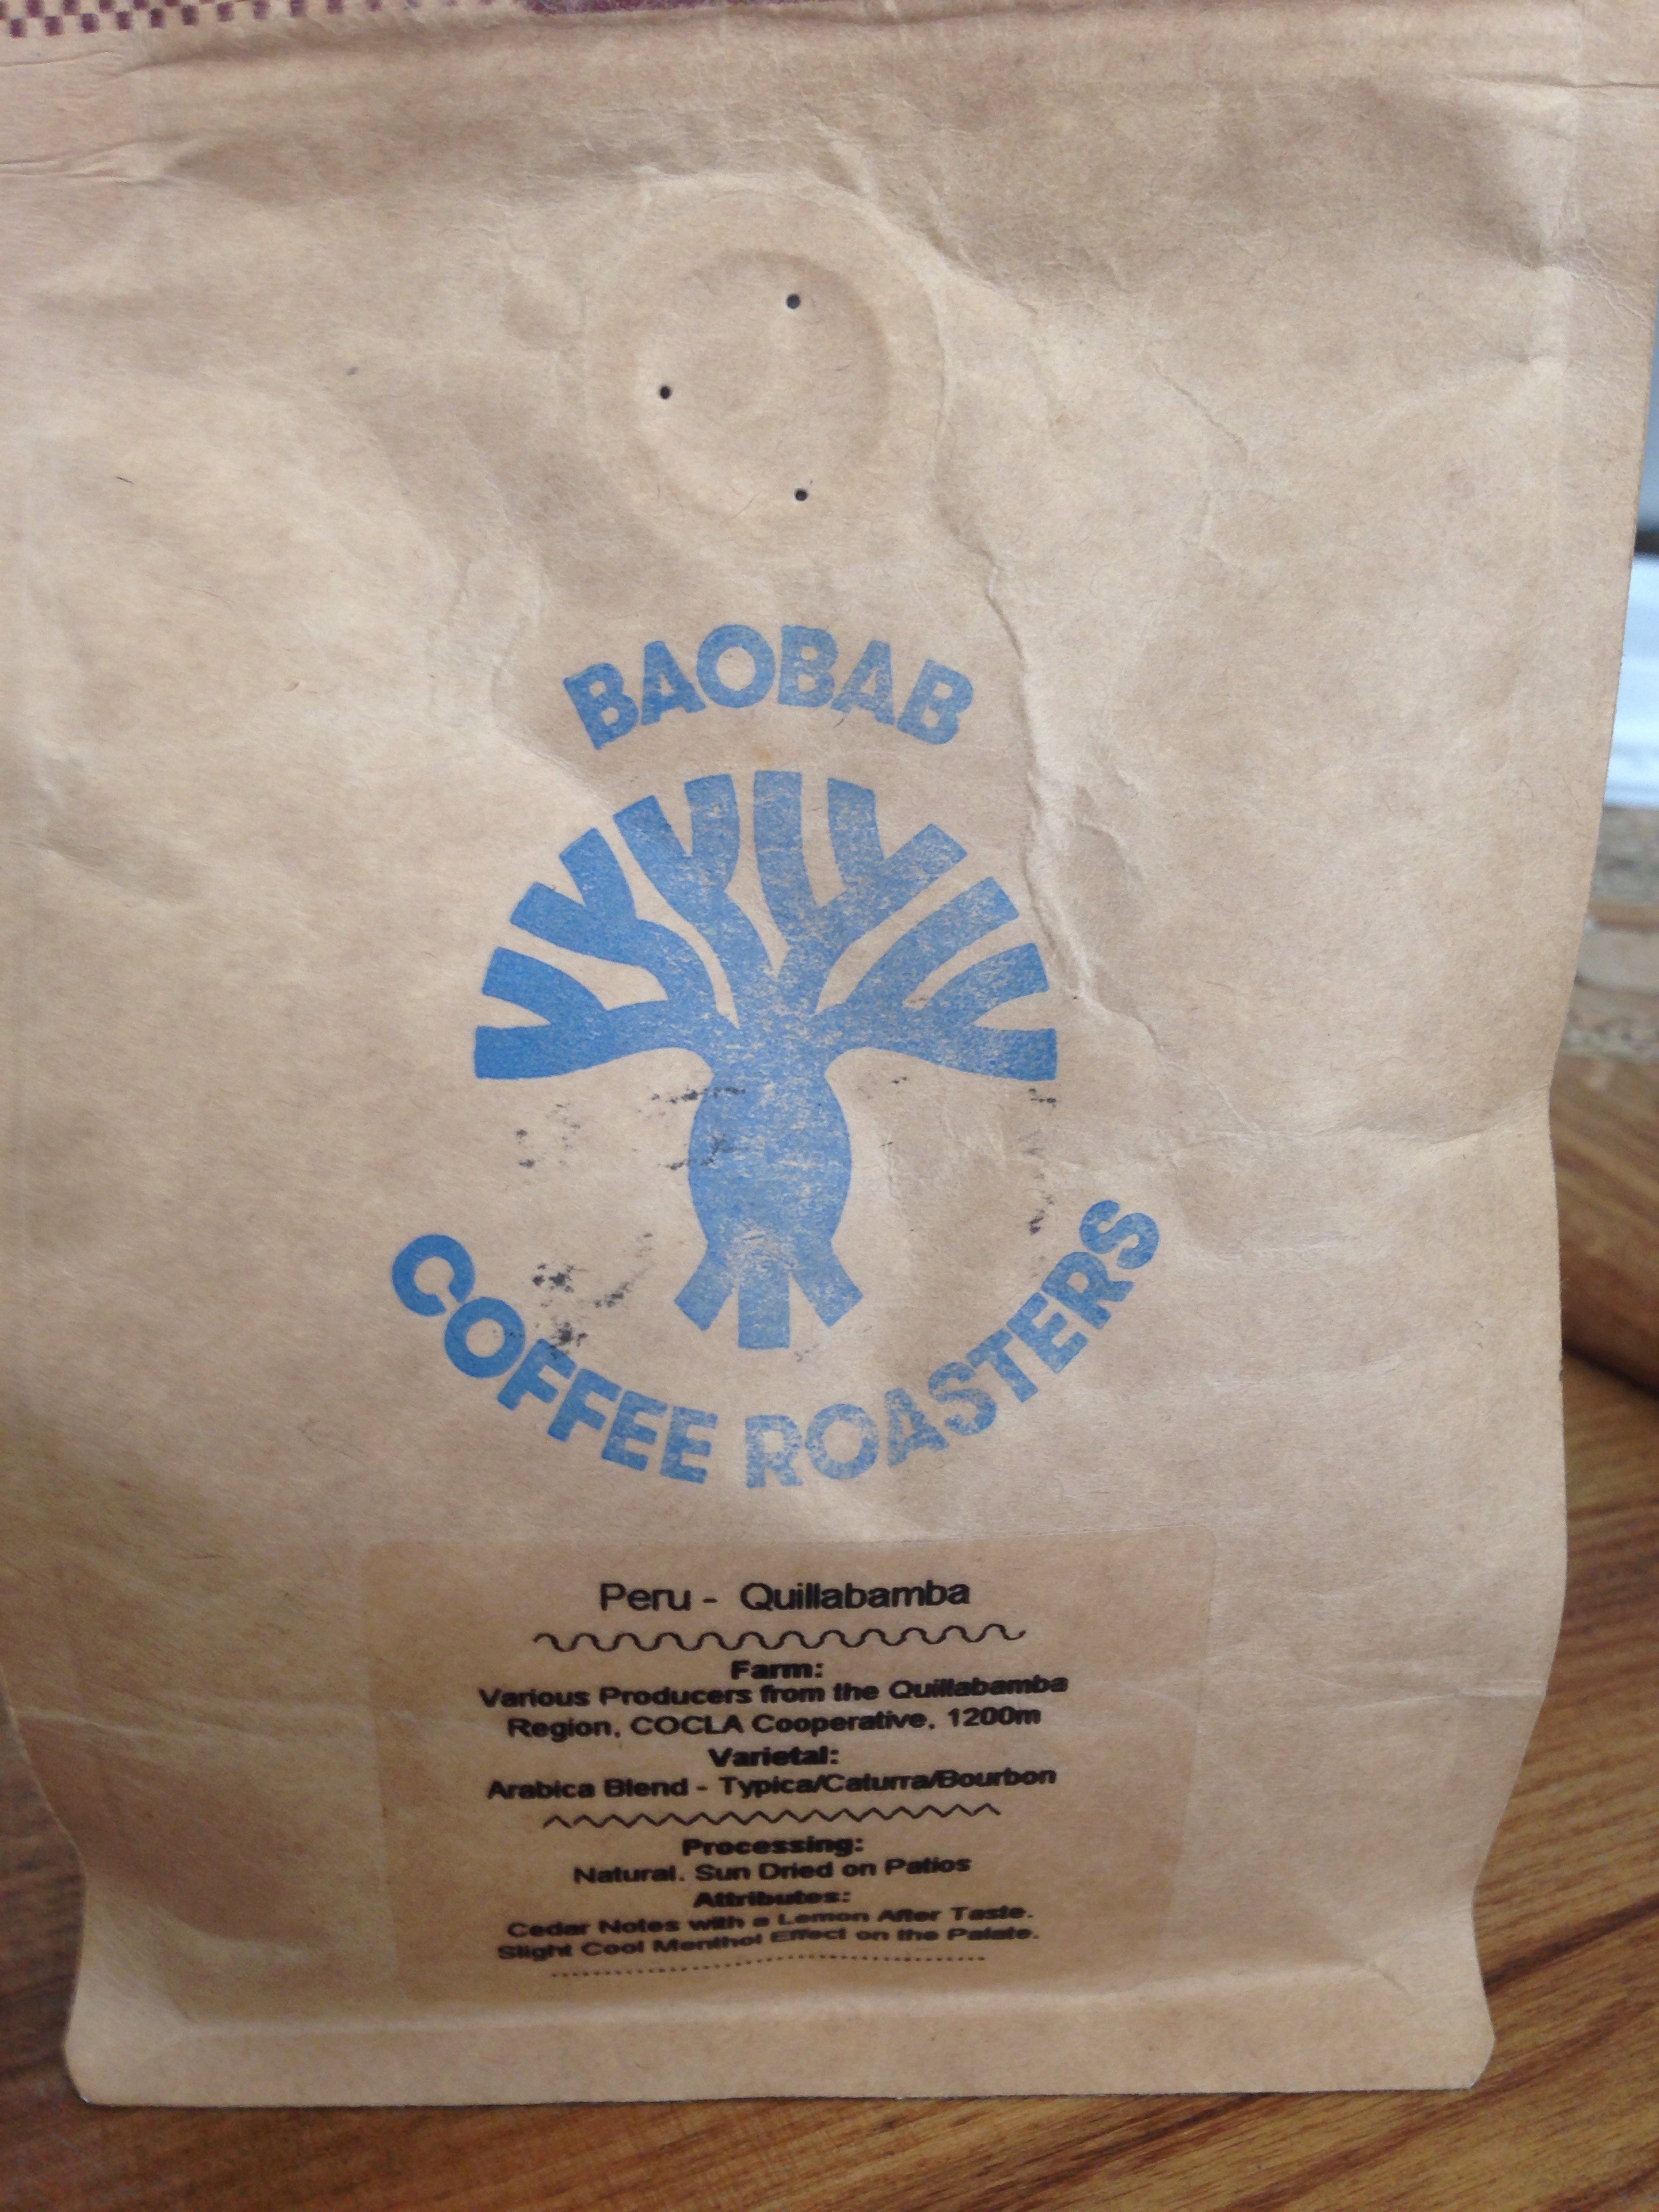 BAOBAB
COFFEE ROASTERS
Peru - Quillabamba
Farm:
Various Producers from the Quillabamba
Region, COCLA Cooperative, 1200m
Varietal:
Arabica Blend - Typica/Caturra/Bourbon
Processing:
Natural. Sun Dried on Patios
Attributes:
Cedar Notes with a Lemon After Taste.
Slight Cool Menthol Effect on the Palate.